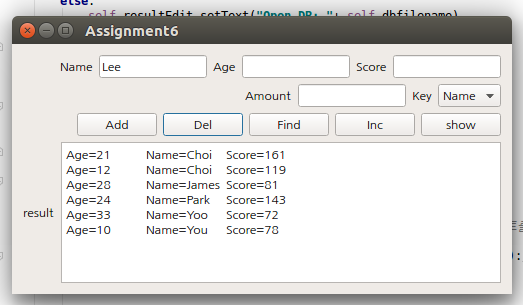 else:
self.resultEdit.setText("Open DB: "+ self.dbfilename)
Assignment6
Name Lee Age Score
Amount Key Name
Add Del Find Inc show
result
Age=21 Name=Choi Score=161
Age=12 Name=Choi Score=119
Age=28 Name=James Score=81
Age=24 Name=Park Score=143
Age=33 Name=Yoo Score=72
Age=10 Name=You Score=78
):